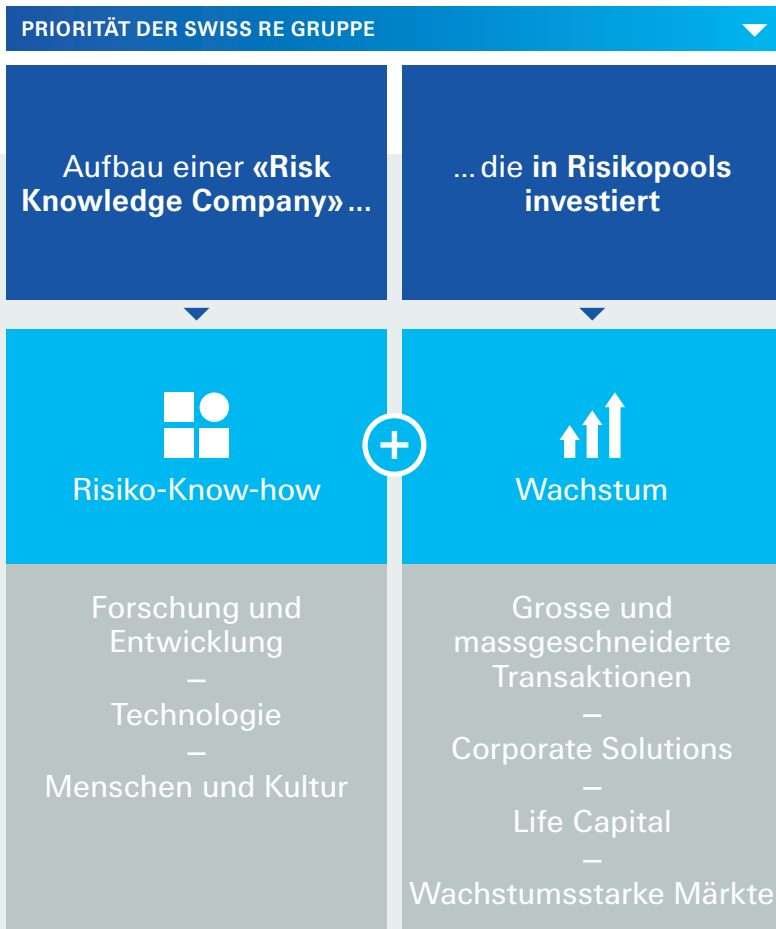 PRIORITÄT DER SWISS RE GRUPPE
Aufbau einer «Risk
Knowledge Company» ...
... die in Risikopools
investiert
Risiko-Know-how
Wachstum
Forschung und
Entwicklung
–
Technologie
–
Menschen und Kultur
Grosse und
massgeschneiderte
Transaktionen
–
Corporate Solutions
–
Life Capital
–
Wachstumsstarke Märkte